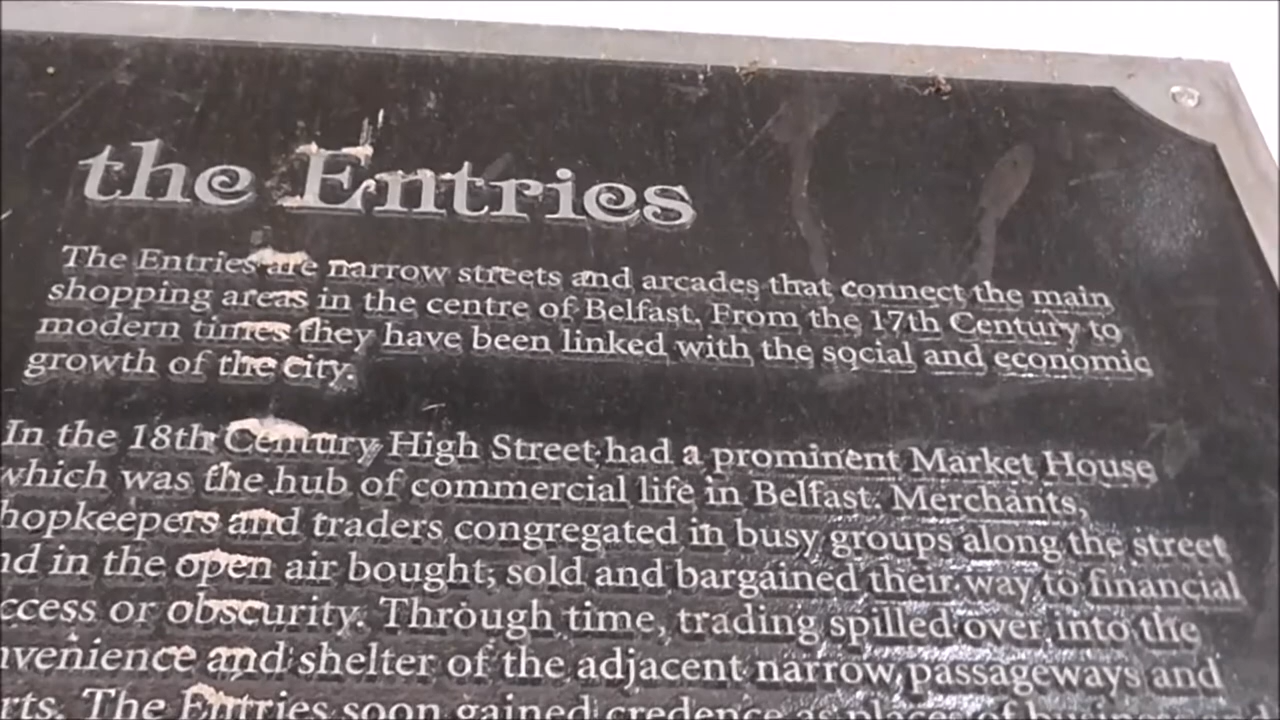 the Entries
The Entries are narrow streets and arcades that connect the main
shopping areas in the centre of Belfast. From the 17th Century to
modern times they have been linked with the social and economic
growth of the city.
In the 18th Century High Street had a prominent Market House
which was the hub of commercial life in Belfast. Merchants,
hopkeepers and traders congregated in busy groups along the street
nd in the open air bought, sold and bargained their way to financial
ccess or obscurity. Through time, trading spilled over into the
nvenience and shelter of the adjacent narrow passageways and
rts. The Entries soon gained credence as places of